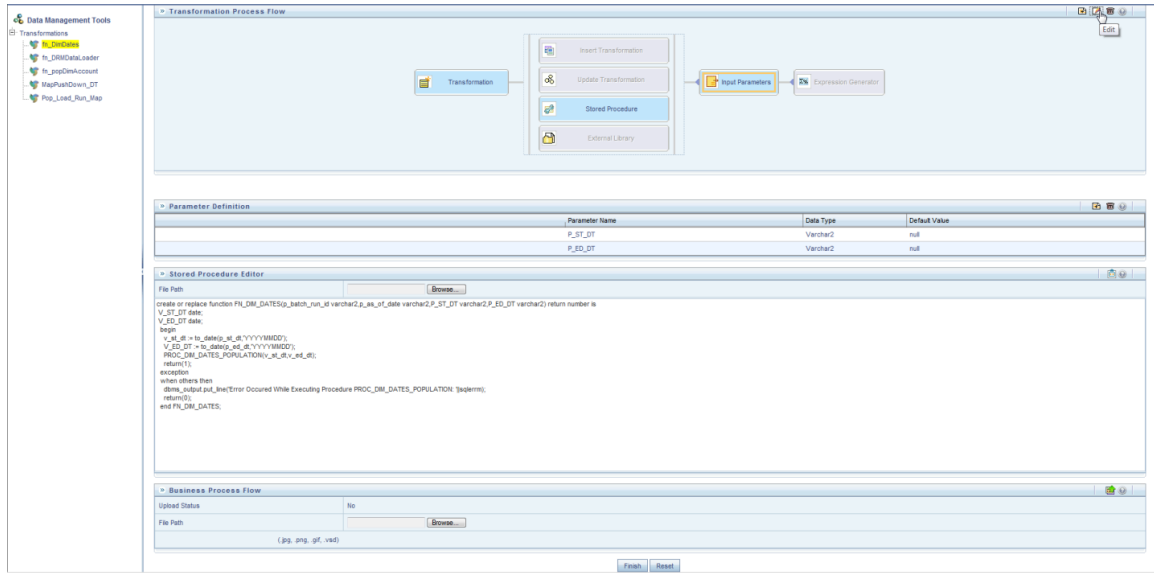 Data Management Tools
Transformations
fn_DimDates
fn_DRMDataLoader
fn_popDimAccount
MapPushDown_DT
Pop_Load_Run_Map
» Transformation Process Flow
Edit
Transformation
Insert Transformation
Update Transformation
Stored Procedure
External Library
Input Parameters
Expression Generator
» Parameter Definition
Parameter Name Data Type Default Value
P_ST_DT Varchar2 null
P_ED_DT Varchar2 null
» Stored Procedure Editor
File Path Browse...
create or replace function FN_DIM_DATES(p_batch_run_id varchar2,p_as_of_date varchar2,P_ST_DT varchar2,P_ED_DT varchar2) return number is
V_ST_DT date;
V_ED_DT date;
begin
v_st_dt := to_date(p_st_dt,'YYYYMMDD');
V_ED_DT := to_date(p_ed_dt,'YYYYMMDD');
PROC_DIM_DATES_POPULATION(v_st_dt,v_ed_dt);
return(1);
exception
when others then
dbms_output.put_line('Error Occured While Executing Procedure PROC_DIM_DATES_POPULATION: '||sqlerrm);
return(0);
end FN_DIM_DATES;
» Business Process Flow
Upload Status No
File Path Browse...
(.jpg, .png, .gif, .vsd)
Finish Reset